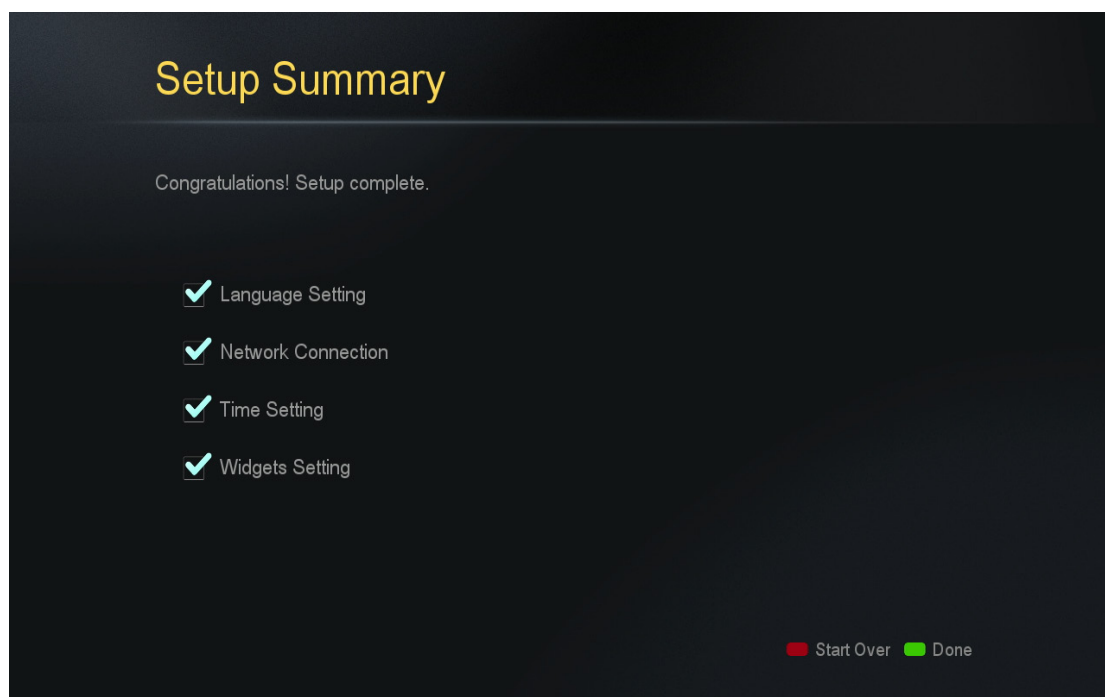 Setup Summary
Congratulations! Setup complete.
Language Setting
Network Connection
Time Setting
Widgets Setting
Start Over Done